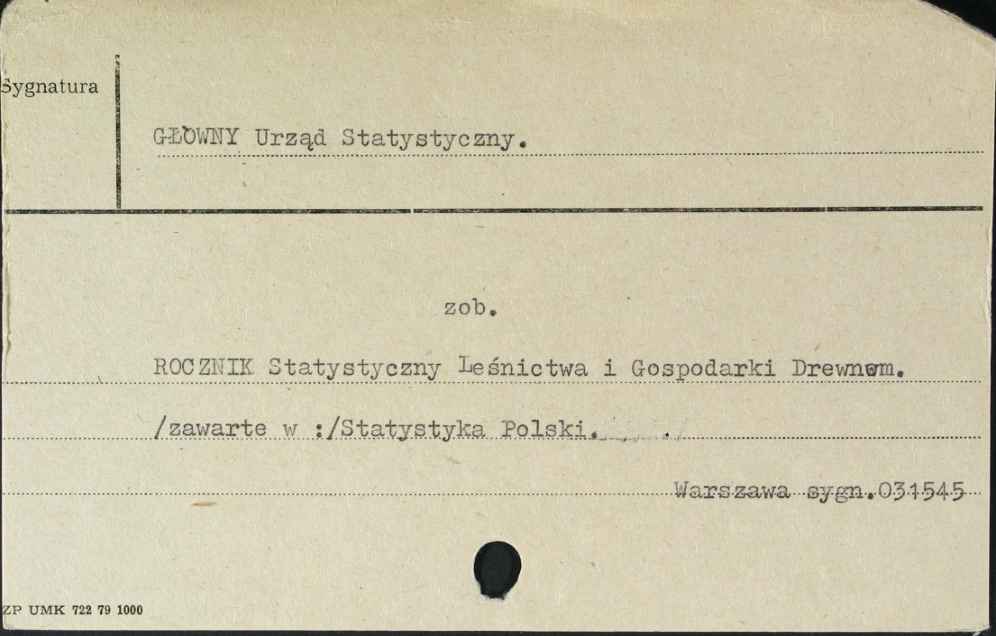 Sygnatura
GŁÓWNY Urząd Statystyczny.
zob.
ROCZNIK Statystyczny Leśnictwa i Gospodarki Drewnem.
/zawarte w :/Statystyka Polski.
Warszawa sygn.031545
ZP UMK 722 79 1000